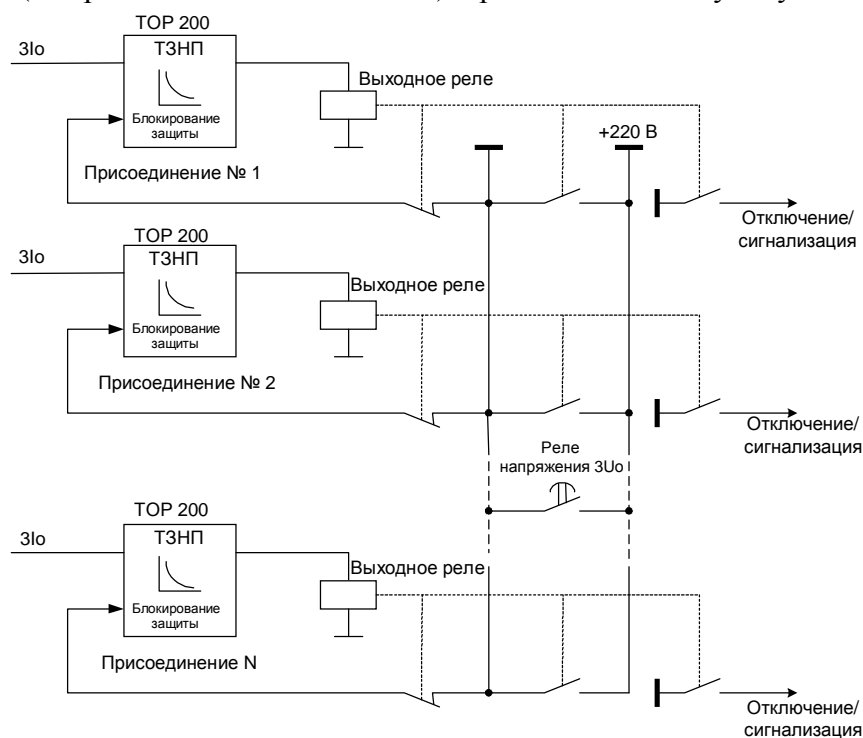 ТОР 200
3Io
ТЗНП
Блокирование
защиты
Выходное реле
+220 В
Присоединение № 1
Отключение/
сигнализация
ТОР 200
3Io
ТЗНП
Блокирование
защиты
Выходное реле
Присоединение № 2
Отключение/
сигнализация
Реле
напряжения 3Uo
ТОР 200
3Io
ТЗНП
Блокирование
защиты
Выходное реле
Присоединение N
Отключение/
сигнализация